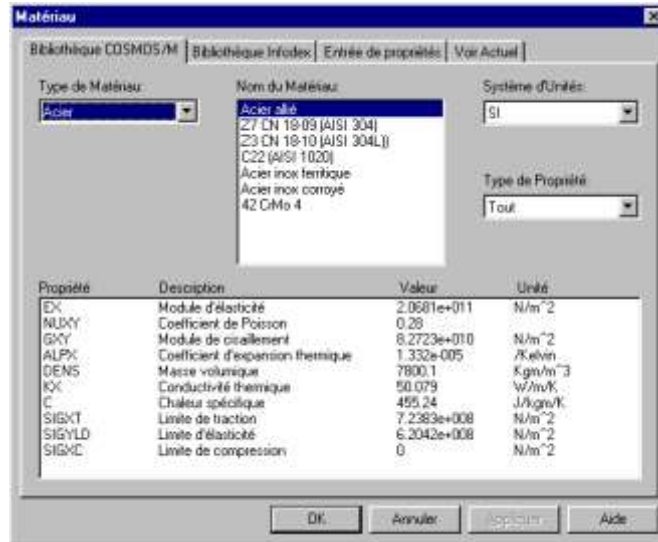 Matériau
Bibliothèque COSMOS/M Bibliothèque Infodex Entrée de propriétés Voir Actuel
Type de Matériau: Nom du Matériau: Système d'Unités:
Acier Acier allié SI
Z7 CN 18-09 (AISI 304)
Z3 CN 18-10 (AISI 304L))
C22 (AISI 1020)
Acier inox ferritique
Acier inox corroyé Type de Propriété:
42 CrMo 4 Tout
Propriété Description Valeur Unité
EX Module d'élasticité 2.0681e+011 N/m^2
NUXY Coefficient de Poisson 0.28
GXY Module de cisaillement 8.2723e+010 N/m^2
ALPX Coefficient d'expansion thermique 1.332e-005 /Kelvin
DENS Masse volumique 7800.1 Kgm/m^3
KX Conductivité thermique 50.079 W/m/K
C Chaleur spécifique 455.24 J/kgm/K
SIGXT Limite de traction 7.2383e+008 N/m^2
SIGYLD Limite d'élasticité 6.2042e+008 N/m^2
SIGXC Limite de compression 0 N/m^2
OK Annuler Aide